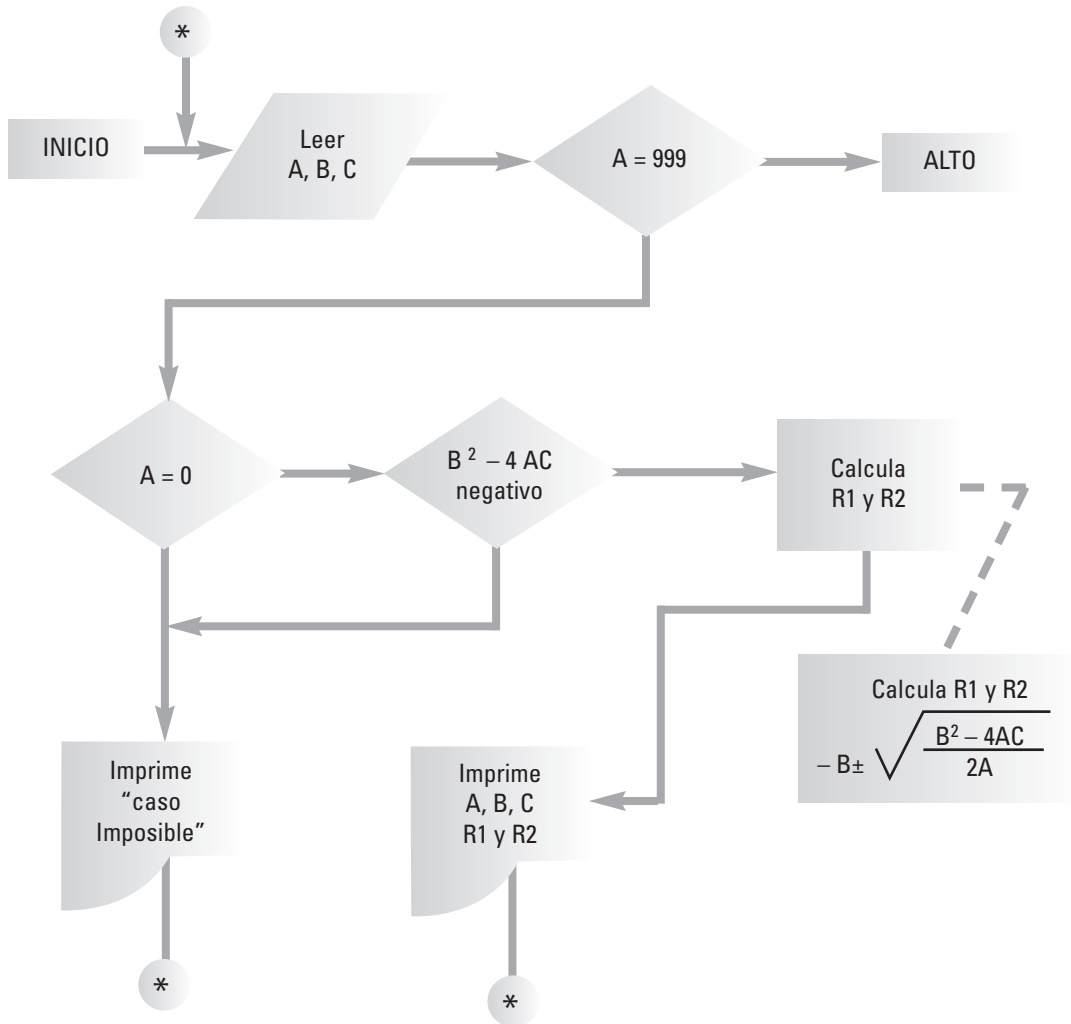 *
INICIO
Leer
A, B, C
A = 999
ALTO
A = 0
B² – 4 AC
negativo
Calcula
R1 y R2
Calcula R1 y R2
– B± √ B² – 4AC
2A
Imprime
“caso
Imposible”
Imprime
A, B, C
R1 y R2
*
*